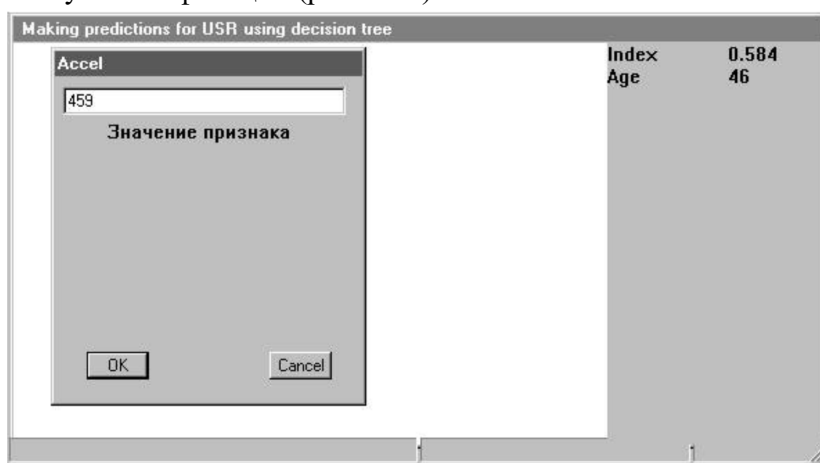 Making predictions for USR using decision tree
Accel
459
Значение признака
OK
Cancel
Index 0.584
Age 46